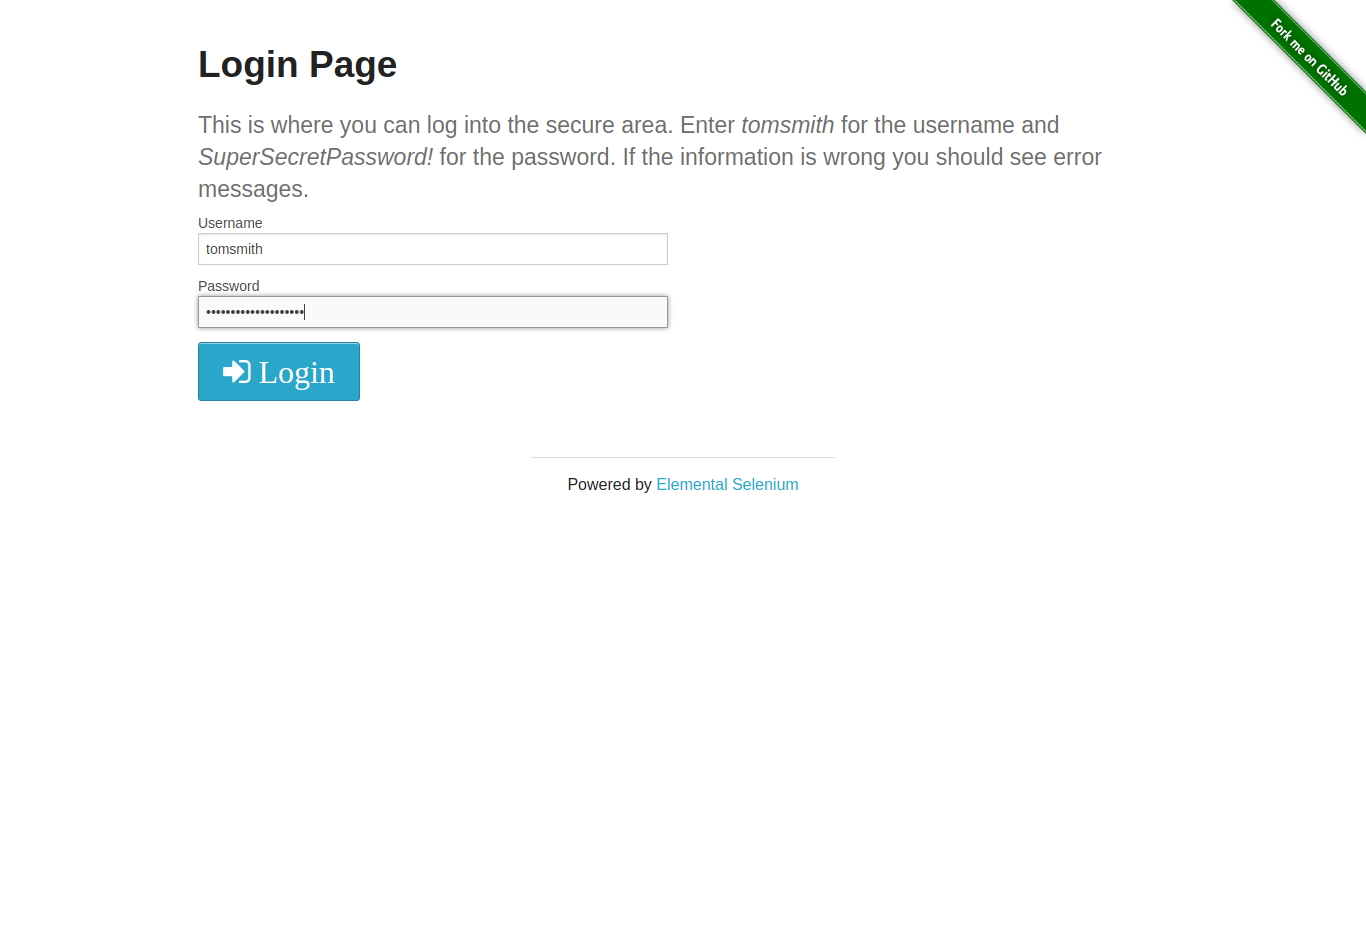 Fork me on GitHub
Login Page
This is where you can log into the secure area. Enter tomsmith for the username and
SuperSecretPassword! for the password. If the information is wrong you should see error
messages.
Username
tomsmith
Password
••••••••••••••••••••
Login
Powered by Elemental Selenium